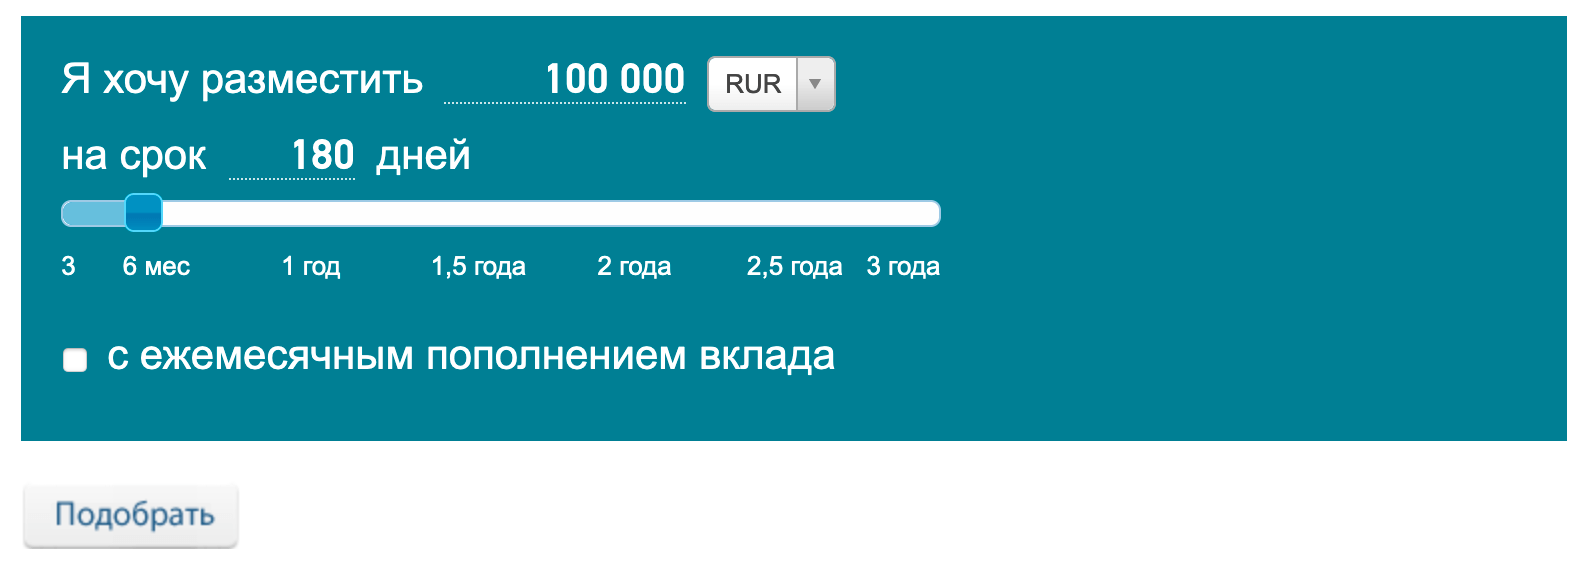 Я хочу разместить 100 000 RUR
на срок 180 дней
3 6 мес 1 год 1,5 года 2 года 2,5 года 3 года
с ежемесячным пополнением вклада
Подобрать